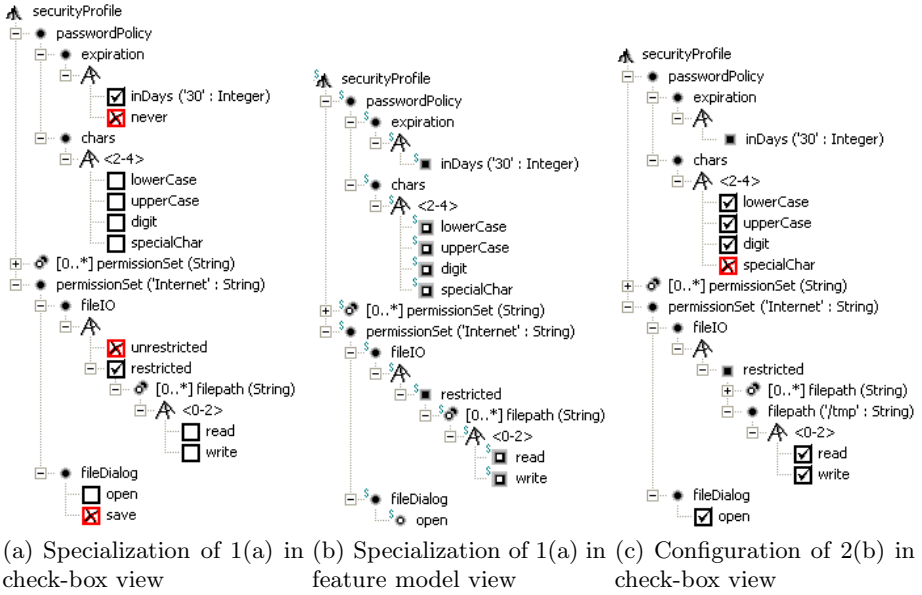 securityProfile
passwordPolicy
expiration
inDays ('30' : Integer)
never
chars
<2-4>
lowerCase
upperCase
digit
specialChar
[0..*] permissionSet (String)
permissionSet ('Internet' : String)
fileIO
unrestricted
restricted
[0..*] filepath (String)
<0-2>
read
write
fileDialog
open
save
(a) Specialization of 1(a) in
check-box view
securityProfile
passwordPolicy
expiration
inDays ('30' : Integer)
chars
<2-4>
lowerCase
upperCase
digit
specialChar
[0..*] permissionSet (String)
permissionSet ('Internet' : String)
fileIO
restricted
[0..*] filepath (String)
<0-2>
read
write
fileDialog
open
(b) Specialization of 1(a) in
feature model view
securityProfile
passwordPolicy
expiration
inDays ('30' : Integer)
chars
<2-4>
lowerCase
upperCase
digit
specialChar
[0..*] permissionSet (String)
permissionSet ('Internet' : String)
fileIO
restricted
[0..*] filepath (String)
filepath ('/tmp' : String)
<0-2>
read
write
fileDialog
open
(c) Configuration of 2(b) in
check-box view